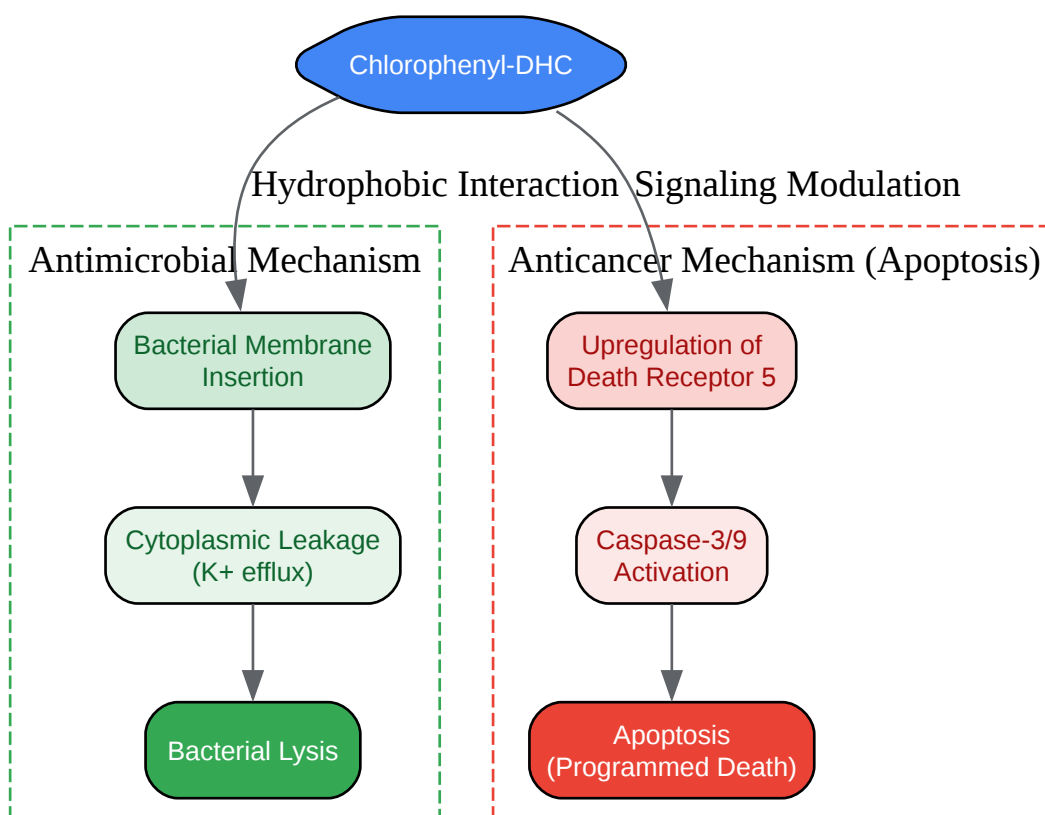 Chlorophenyl-DHC
Hydrophobic Interaction
Signaling Modulation
Antimicrobial Mechanism
Bacterial Membrane
Insertion
Cytoplasmic Leakage
(K+ efflux)
Bacterial Lysis
Anticancer Mechanism (Apoptosis)
Upregulation of
Death Receptor 5
Caspase-3/9
Activation
Apoptosis
(Programmed Death)